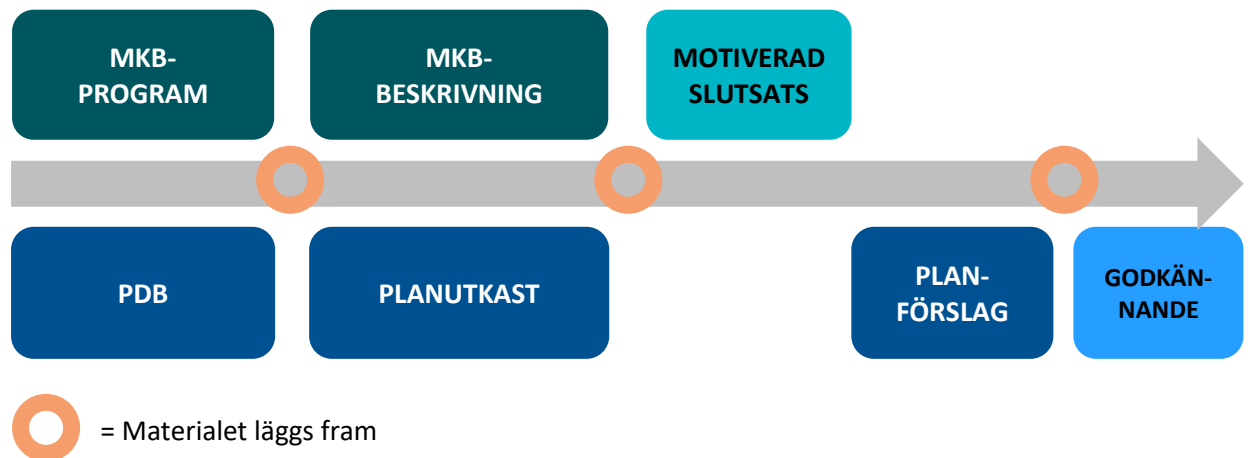 MKB-
PROGRAM
MKB-
BESKRIVNING
MOTIVERAD
SLUTSATS
PDB
PLANUTKAST
PLAN-
FÖRSLAG
GODKÄN-
NANDE
= Materialet läggs fram